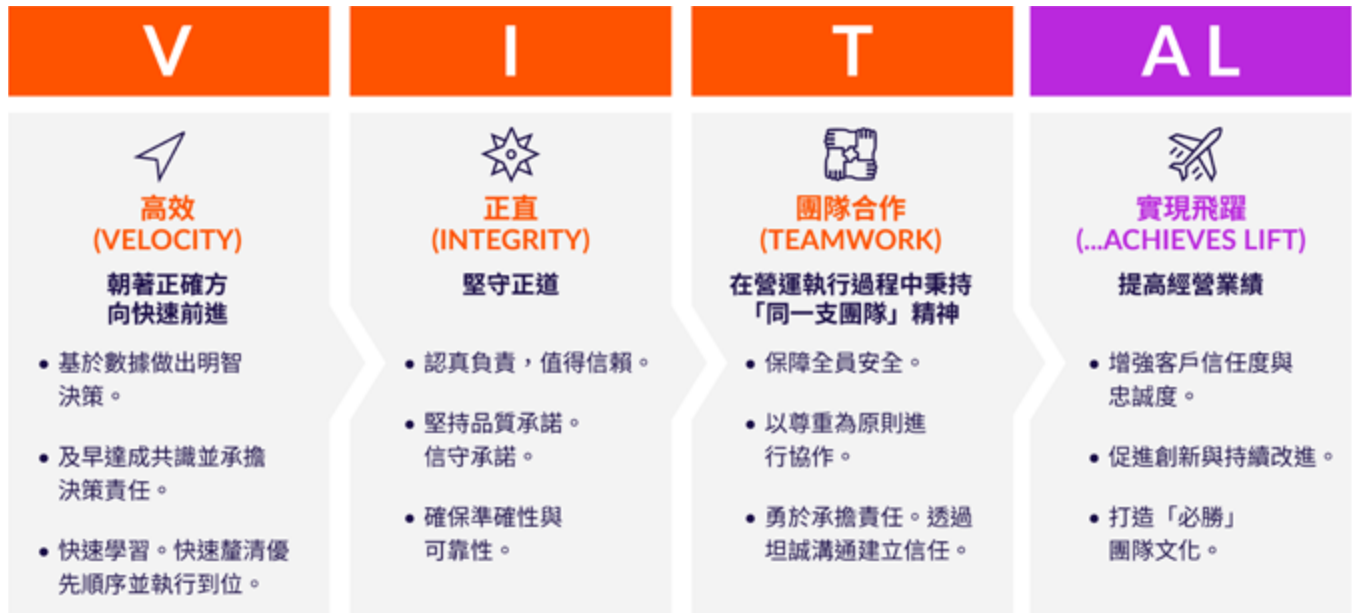 V
高效
(VELOCITY)
朝著正確方
向快速前進
• 基於數據做出明智
決策。
• 及早達成共識並承擔
決策責任。
• 快速學習。快速釐清優
先順序並執行到位。
I
正直
(INTEGRITY)
堅守正道
• 認真負責，值得信賴。
• 堅持品質承諾。
信守承諾。
• 確保準確性與
可靠性。
T
團隊合作
(TEAMWORK)
在營運執行過程中秉持
「同一支團隊」精神
• 保障全員安全。
• 以尊重為原則進
行協作。
• 勇於承擔責任。透過
坦誠溝通建立信任。
A L
實現飛躍
(...ACHIEVES LIFT)
提高經營業績
• 增強客戶信任度與
忠誠度。
• 促進創新與持續改進。
• 打造「必勝」
團隊文化。